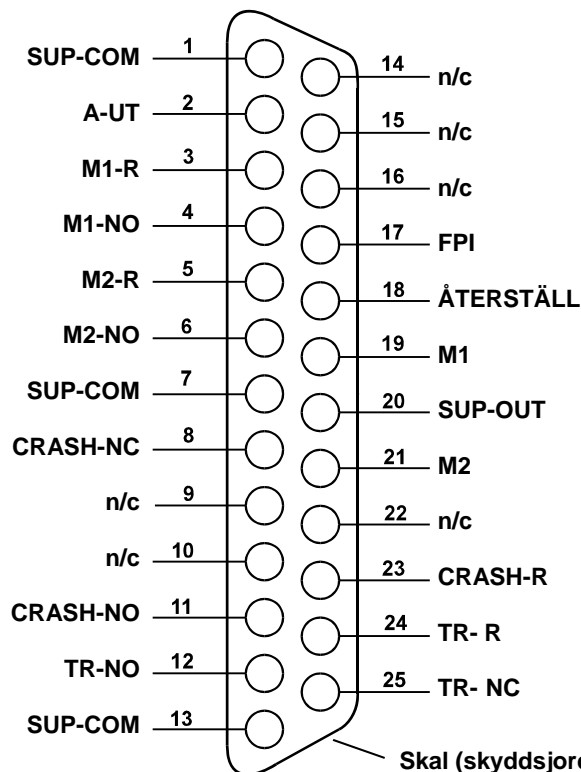 SUP-COM 1
A-UT 2
M1-R 3
M1-NO 4
M2-R 5
M2-NO 6
SUP-COM 7
CRASH-NC 8
n/c 9
n/c 10
CRASH-NO 11
TR-NO 12
SUP-COM 13
14 n/c
15 n/c
16 n/c
17 FPI
18 ÅTERSTÄLL
19 M1
20 SUP-OUT
21 M2
22 n/c
23 CRASH-R
24 TR- R
25 TR- NC
Skal